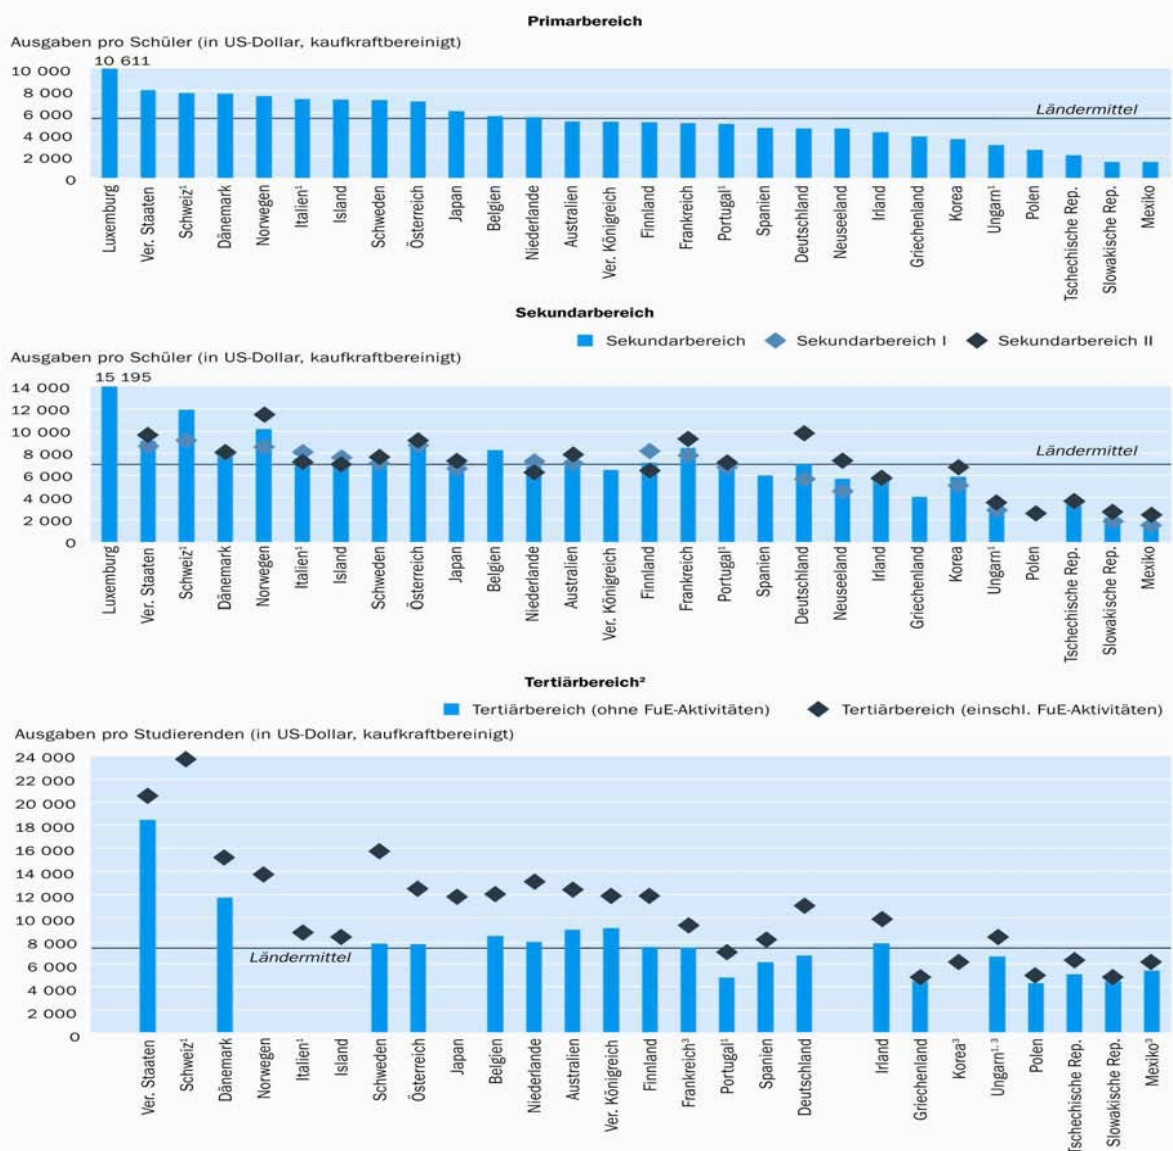 Primarbereich
Ausgaben pro Schüler (in US-Dollar, kaufkraftbereinigt)
10 611
10 000
8 000
6 000
4 000
2 000
0
Ländermittel
Luxemburg
Ver. Staaten
Schweiz¹
Dänemark
Norwegen
Italien¹
Island
Schweden
Österreich
Japan
Belgien
Niederlande
Australien
Ver. Königreich
Finnland
Frankreich
Portugal¹
Spanien
Deutschland
Neuseeland
Irland
Griechenland
Korea
Ungarn¹
Polen
Tschechische Rep.
Slowakische Rep.
Mexiko
Sekundarbereich
Sekundarbereich Sekundarbereich I Sekundarbereich II
Ausgaben pro Schüler (in US-Dollar, kaufkraftbereinigt)
15 195
14 000
12 000
10 000
8 000
6 000
4 000
2 000
0
Ländermittel
Luxemburg
Ver. Staaten
Schweiz¹
Dänemark
Norwegen
Italien¹
Island
Schweden
Österreich
Japan
Belgien
Niederlande
Australien
Ver. Königreich
Finnland
Frankreich
Portugal¹
Spanien
Deutschland
Neuseeland
Irland
Griechenland
Korea
Ungarn¹
Polen
Tschechische Rep.
Slowakische Rep.
Mexiko
Tertiärbereich²
Tertiärbereich (ohne FuE-Aktivitäten) Tertiärbereich (einschl. FuE-Aktivitäten)
Ausgaben pro Studierenden (in US-Dollar, kaufkraftbereinigt)
24 000
22 000
20 000
18 000
16 000
14 000
12 000
10 000
8 000
6 000
4 000
2 000
0
Ländermittel
Ver. Staaten
Schweiz¹
Dänemark
Norwegen
Italien¹
Island
Schweden
Österreich
Japan
Belgien
Niederlande
Australien
Ver. Königreich
Finnland
Frankreich³
Portugal¹
Spanien
Deutschland
Irland
Griechenland
Korea³
Ungarn¹· ³
Polen
Tschechische Rep.
Slowakische Rep.
Mexiko³